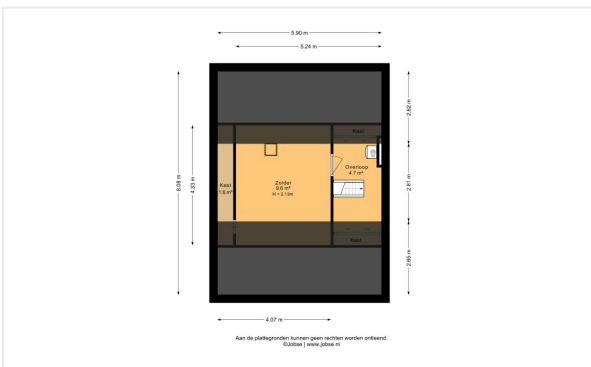 5.90 m
5.24 m
8.08 m
4.33 m
2.62 m
2.81 m
2.65 m
Kast
Overloop
4.7 m²
Kast
1.6 m²
Zolder
9.6 m²
H = 2.13m
Kast
4.07 m
Aan de plattegronden kunnen geen rechten worden ontleend.
©Jobse | www.jobse.nl